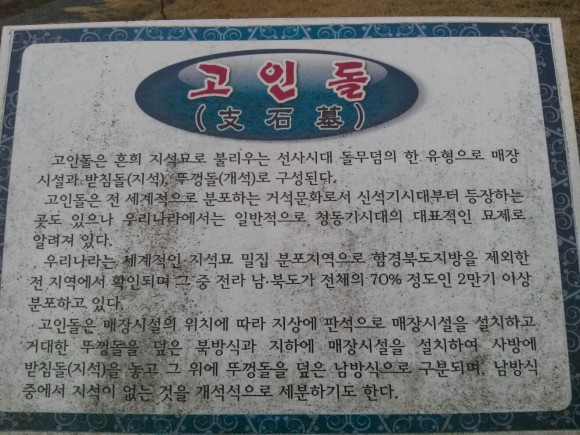 고인돌
(支石墓)
고인돌은 흔희 지석묘로 불리우는 선사시대 돌무덤의 한 유형으로 매장
시설과 받침돌(지석), 뚜껑돌(개석)로 구성된다.
고인돌은 전 세계적으로 분포하는 거석문화로서 신석기시대부터 등장하는
곳도 있으나 우리나라에서는 일반적으로 청동기시대의 대표적인 묘제로
알려져 있다.
우리나라는 세계적인 지석묘 밀집 분포지역으로 함경북도지방을 제외한
전 지역에서 확인되며 그 중 전라 남·북도가 전체의 70% 정도인 2만기 이상
분포하고 있다.
고인돌은 매장시설의 위치에 따라 지상에 판석으로 매장시설을 설치하고
거대한 뚜껑돌을 덮은 북방식과 지하에 매장시설을 설치하여 사방에
받침돌(지석)을 놓고 그 위에 뚜껑돌을 덮은 남방식으로 구분되며, 남방식
중에서 지석이 없는 것을 개석식으로 세분하기도 한다.